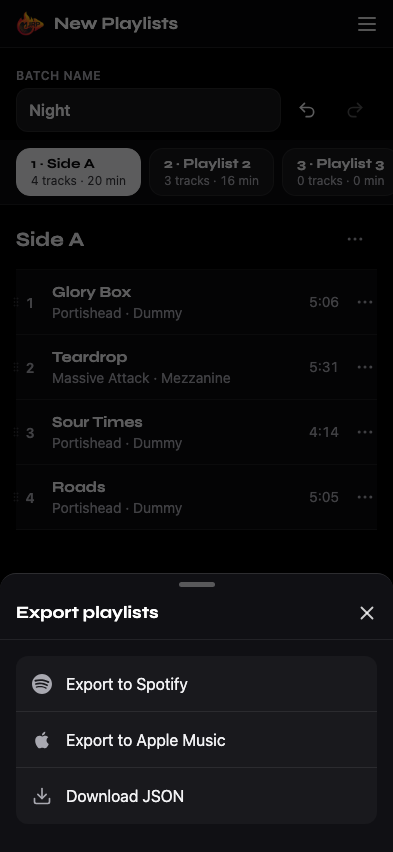 New Playlists
BATCH NAME
Night
1 · Side A
4 tracks · 20 min
2 · Playlist 2
3 tracks · 16 min
3 · Playlist 3
0 tracks · 0 min
Side A
1
Glory Box
Portishead · Dummy
5:06
2
Teardrop
Massive Attack · Mezzanine
5:31
3
Sour Times
Portishead · Dummy
4:14
4
Roads
Portishead · Dummy
5:05
Export playlists
Export to Spotify
Export to Apple Music
Download JSON